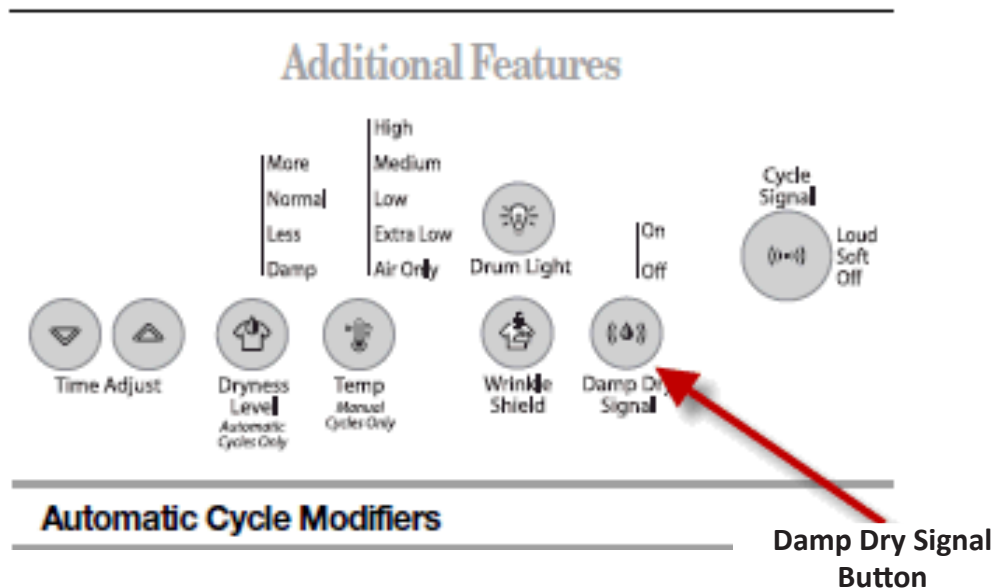 Additional Features
High
More
Medium
Normal
Low
Less
Extra Low
Damp
Air Only
Drum Light
On
Off
Cycle
Signal
Loud
Soft
Off
Time Adjust
Dryness
Level
Automatic
Cycles Only
Temp
Manual
Cycles Only
Wrinkle
Shield
Damp Dry
Signal
Automatic Cycle Modifiers
Damp Dry Signal
Button